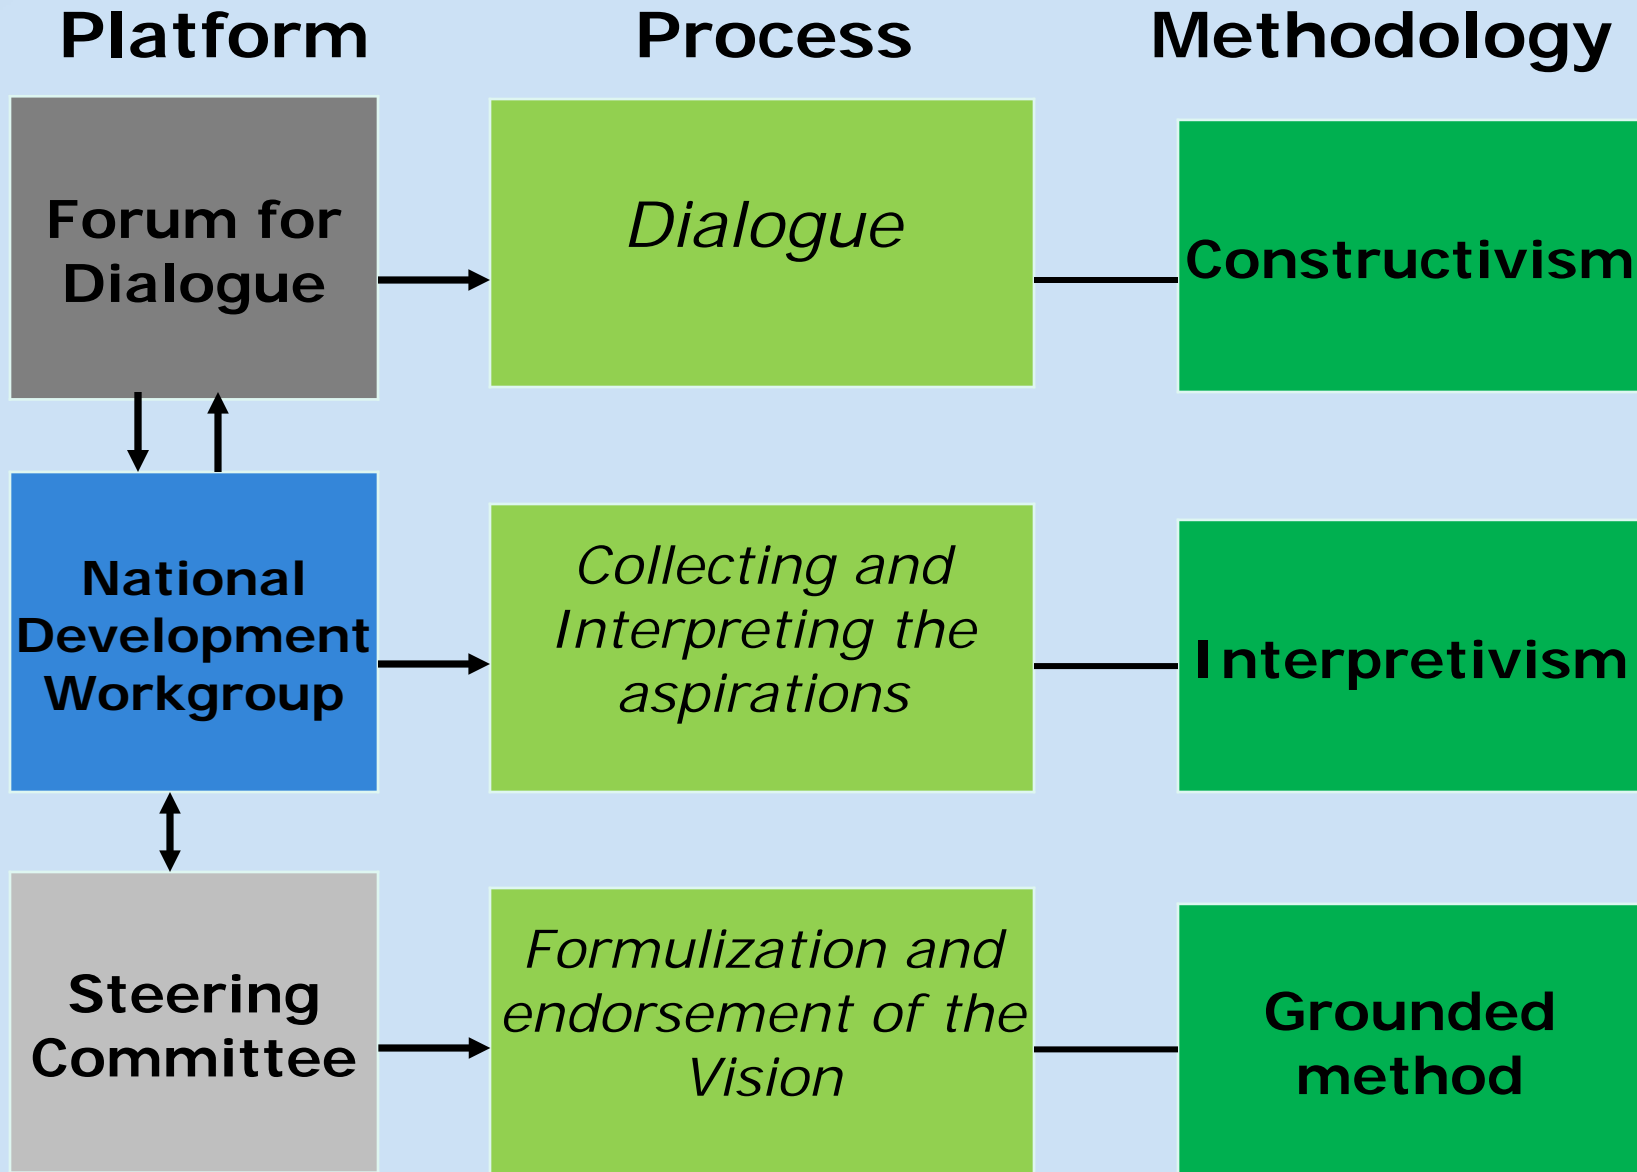 Platform
Process
Methodology
Forum for
Dialogue
Dialogue
Constructivism
National
Development
Workgroup
Collecting and
Interpreting the
aspirations
Interpretivism
Steering
Committee
Formulization and
endorsement of the
Vision
Grounded
method